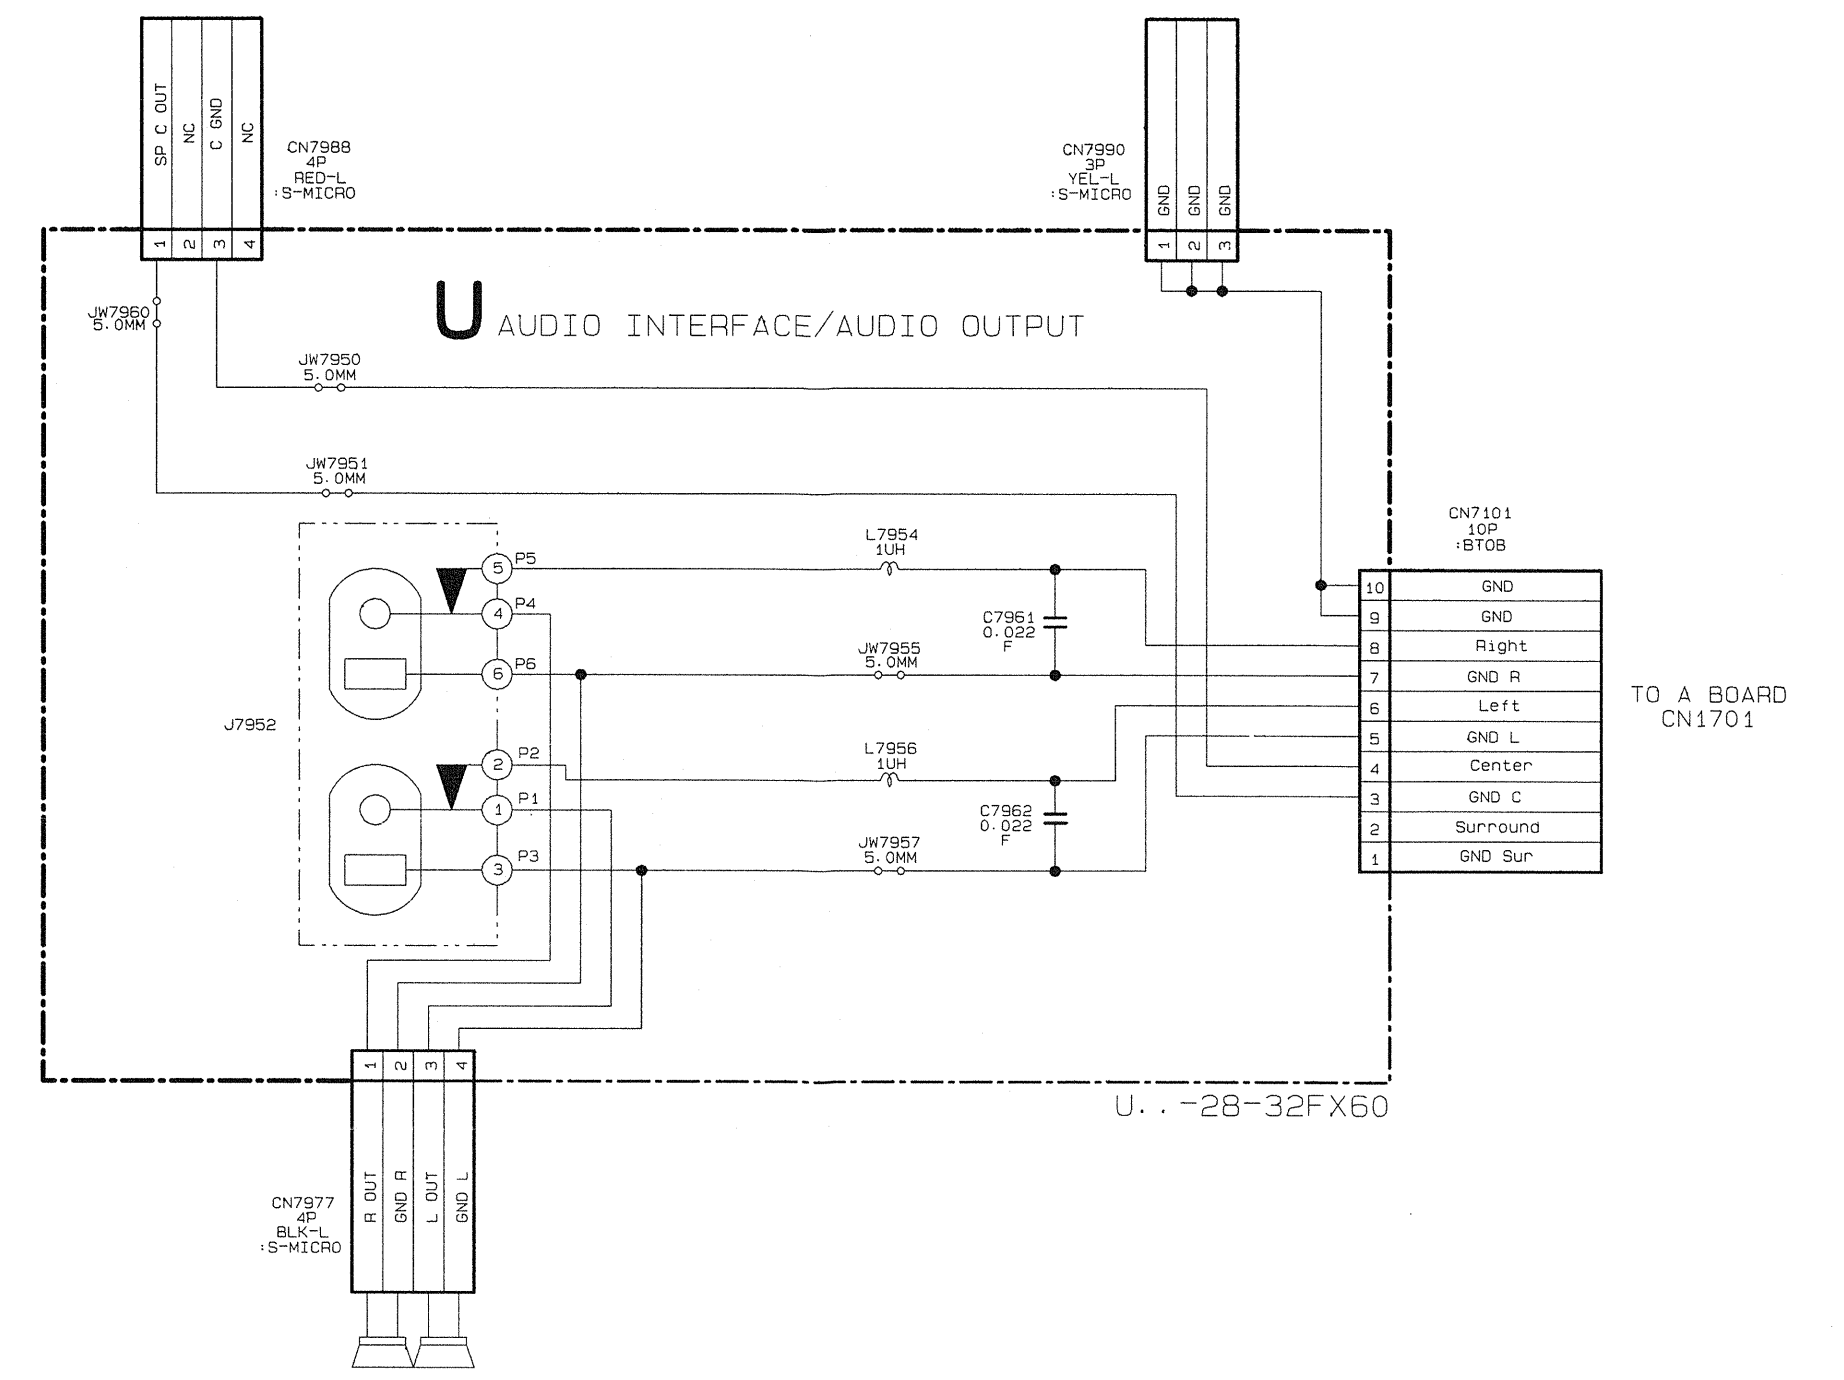 SP C OUT
NC
C GND
NC
1
2
3
4
CN7988
4P
RED-L
:S-MICRO
GND
GND
GND
1
2
3
CN7990
3P
YEL-L
:S-MICRO
JW7960
5.0MM
U AUDIO INTERFACE/AUDIO OUTPUT
JW7950
5.0MM
JW7951
5.0MM
CN7101
10P
:BTOB
L7954
1UH
5 P5
4 P4
6 P6
C7961
0.022
F
JW7955
5.0MM
J7952
L7956
1UH
2 P2
1 P1
3 P3
C7962
0.022
F
JW7957
5.0MM
10 GND
9 GND
8 Right
7 GND R
6 Left
5 GND L
4 Center
3 GND C
2 Surround
1 GND Sur
TO A BOARD
CN1701
1
2
3
4
U..-28-32FX60
R OUT
GND R
L OUT
GND L
CN7977
4P
BLK-L
:S-MICRO